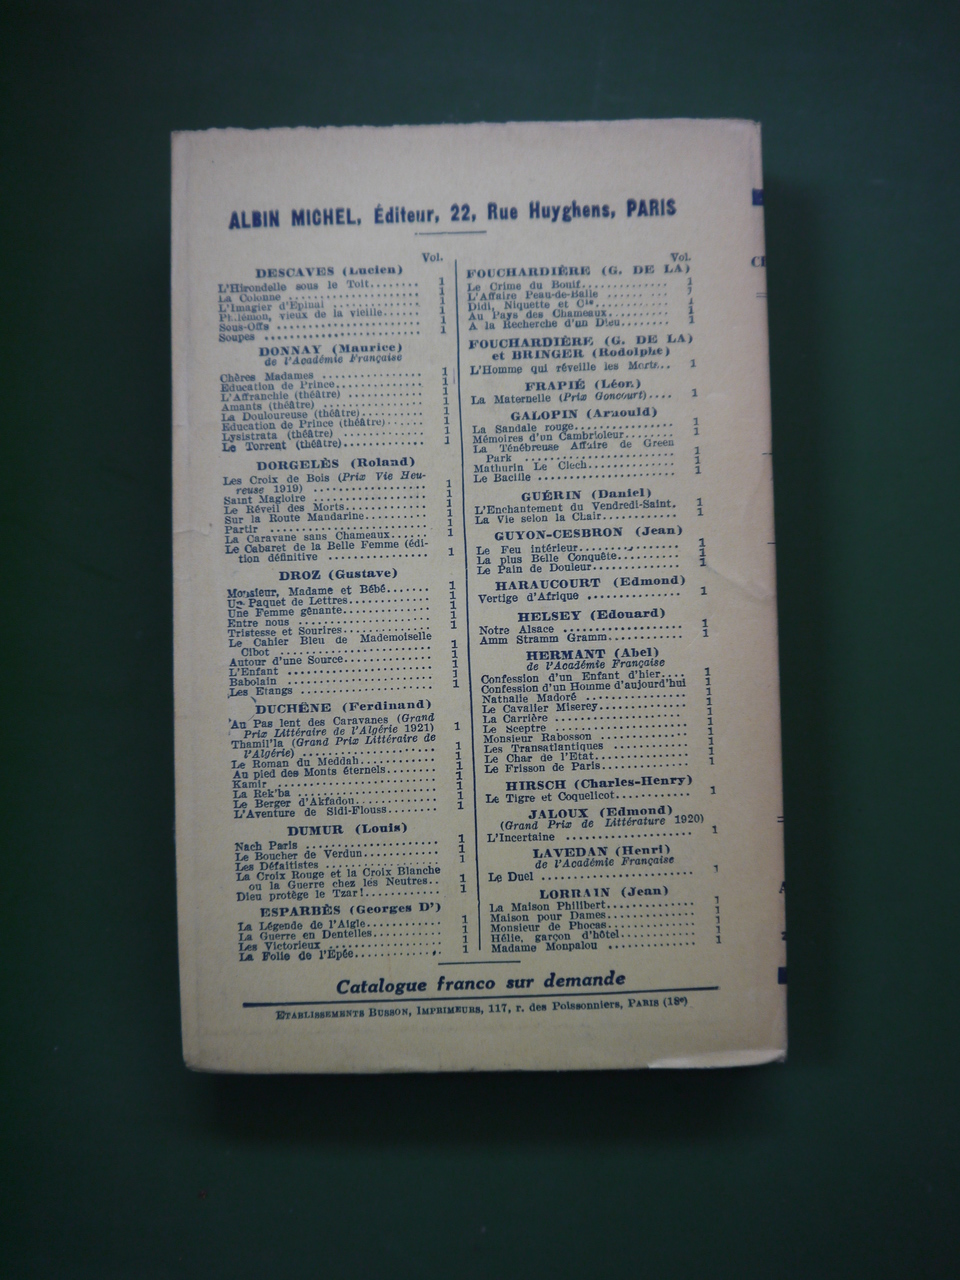 ALBIN MICHEL, Éditeur, 22, Rue Huyghens, PARIS
Vol.
DESCAVES (Lucien)
L'Hirondelle sous le Toit........ 1
La Colonne .................... 1
L'Imagier d'Epinal .............. 1
Philémon, vieux de la vieille..... 1
Sous-Offs .................... 1
Soupes ...................... 1
DONNAY (Maurice)
de l'Académie Française
Chères Madames ................ 1
Education de Prince.............. 1
L'Affranchie (théâtre) ............ 1
Amants (théâtre) ................ 1
La Douloureuse (théâtre).......... 1
Education de Prince (théâtre)...... 1
Lysistrata (théâtre) .............. 1
Le Torrent (théâtre)............. 1
DORGELÈS (Roland)
Les Croix de Bois (Prix Vie Heu-
reuse 1919) .................. 1
Saint Magloire .................. 1
Le Réveil des Morts.............. 1
Sur la Route Mandarine........... 1
Partir ........................ 1
La Caravane sans Chameaux...... 1
Le Cabaret de la Belle Femme (édi-
tion définitive ................ 1
DROZ (Gustave)
Monsieur, Madame et Bébé....... 1
Un Paquet de Lettres............. 1
Une Femme gênante.............. 1
Entre nous .................... 1
Tristesse et Sourires............. 1
Le Cahier Bleu de Mademoiselle
Cibot ........................ 1
Autour d'une Source............. 1
L'Enfant ...................... 1
Babolain ...................... 1
Les Etangs .................... 1
DUCHÊNE (Ferdinand)
Au Pas lent des Caravanes (Grand
Prix Littéraire de l'Algérie 1921) 1
Thamil'la (Grand Prix Littéraire de
l'Algérie) .................... 1
Le Roman du Meddah............ 1
Au pied des Monts éternels........ 1
Kamir ........................ 1
La Rek'ba .................... 1
Le Berger d'Akfadou............. 1
L'Aventure de Sidi-Flouss........ 1
DUMUR (Louis)
Nach Paris .................... 1
Le Boucher de Verdun............ 1
Les Défaitistes .................. 1
La Croix Rouge et la Croix Blanche
ou la Guerre chez les Neutres.. 1
Dieu protège le Tzar!............ 1
ESPARBÈS (Georges D')
La Légende de l'Aigle............ 1
La Guerre en Dentelles........... 1
Les Victorieux .................. 1
La Folie de l'Épée.............. 1
Vol.
FOUCHARDIÈRE (G. DE LA)
Le Crime du Bouif............... 1
L'Affaire Peau-de-Balle .......... 1
Didi, Niquette et Cie............. 1
Au Pays des Chameaux........... 1
A la Recherche d'un Dieu........ 1
FOUCHARDIÈRE (G. DE LA)
et BRINGER (Rodolphe)
L'Homme qui réveille les Morts... 1
FRAPIÉ (Léon)
La Maternelle (Prix Goncourt).... 1
GALOPIN (Arnould)
La Sandale rouge................ 1
Mémoires d'un Cambrioleur........ 1
La Ténébreuse Affaire de Green
Park ........................ 1
Mathurin Le Clech.............. 1
Le Bacille ...................... 1
GUÉRIN (Daniel)
L'Enchantement du Vendredi-Saint. 1
La Vie selon la CLair............ 1
GUYON-CESBRON (Jean)
Le Feu intérieur................ 1
La plus Belle Conquête........... 1
Le Pain de Douleur.............. 1
HARAUCOURT (Edmond)
Vertige d'Afrique ............... 1
HELSEY (Edouard)
Notre Alsace .................. 1
Amm Stramm Gramm............ 1
HERMANT (Abel)
de l'Académie Française
Confession d'un Enfant d'hier..... 1
Confession d'un Homme d'aujourd'hui 1
Nathalie Madoré ................ 1
Le Cavalier Miserey.............. 1
La Carrière .................... 1
Le Sceptre .................... 1
Monsieur Rabosson .............. 1
Les Transatlantiques ............ 1
Le Char de l'Etat................ 1
Le Frisson de Paris.............. 1
HIRSCH (Charles-Henry)
Le Tigre et Coquelicot............ 1
JALOUX (Edmond)
(Grand Prix de Littérature 1920)
L'Incertaine .................... 1
LAVEDAN (Henri)
de l'Académie Française
Le Duel ........................ 1
LORRAIN (Jean)
La Maison Philibert.............. 1
Maison pour Dames.............. 1
Monsieur de Phocas.............. 1
Hélie, garçon d'hôtel............ 1
Madame Monpalou .............. 1
Catalogue franco sur demande
ETABLISSEMENTS BUSSON, IMPRIMEURS, 117, r. des Poissonniers, PARIS (18e)